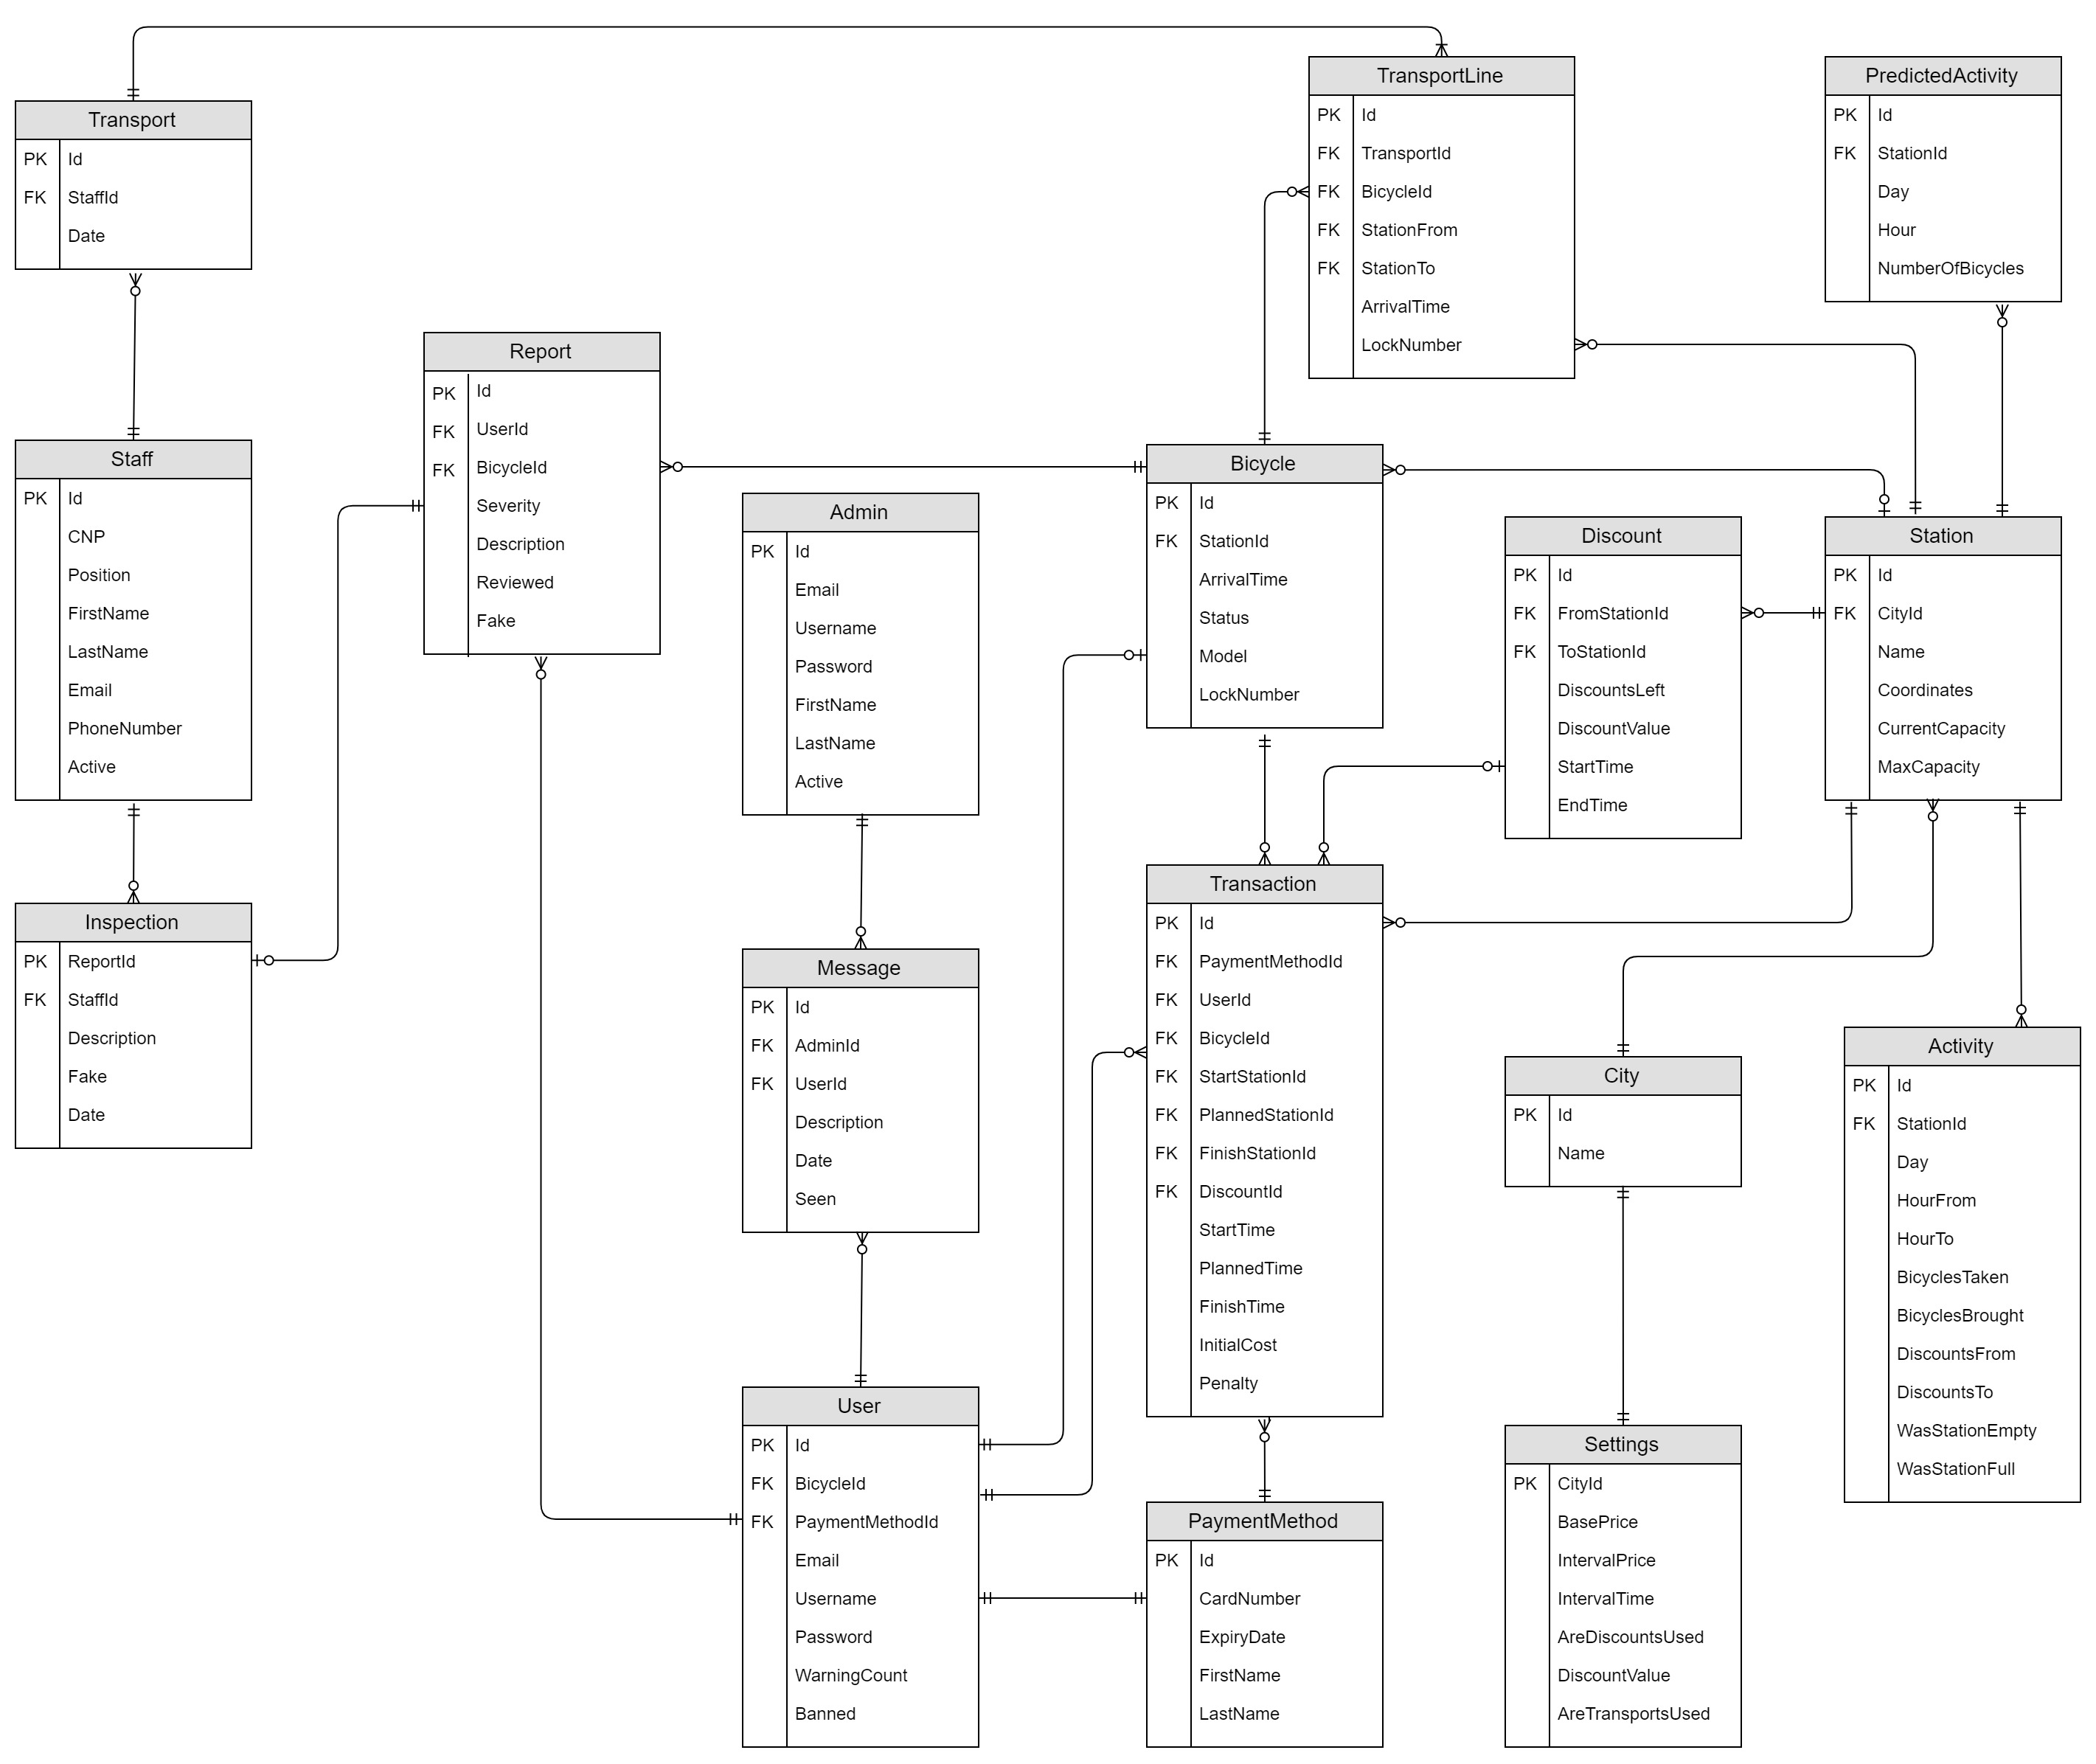 Transport
PK Id
FK StaffId
Date
TransportLine
PK Id
FK TransportId
FK BicycleId
FK StationFrom
FK StationTo
ArrivalTime
LockNumber
PredictedActivity
PK Id
FK StationId
Day
Hour
NumberOfBicycles
Report
PK Id
FK UserId
FK BicycleId
Severity
Description
Reviewed
Fake
Staff
PK Id
CNP
Position
FirstName
LastName
Email
PhoneNumber
Active
Admin
PK Id
Email
Username
Password
FirstName
LastName
Active
Bicycle
PK Id
FK StationId
ArrivalTime
Status
Model
LockNumber
Discount
PK Id
FK FromStationId
FK ToStationId
DiscountsLeft
DiscountValue
StartTime
EndTime
Station
PK Id
FK CityId
Name
Coordinates
CurrentCapacity
MaxCapacity
Inspection
PK ReportId
FK StaffId
Description
Fake
Date
Message
PK Id
FK AdminId
FK UserId
Description
Date
Seen
Transaction
PK Id
FK PaymentMethodId
FK UserId
FK BicycleId
FK StartStationId
FK PlannedStationId
FK FinishStationId
FK DiscountId
StartTime
PlannedTime
FinishTime
InitialCost
Penalty
City
PK Id
Name
Activity
PK Id
FK StationId
Day
HourFrom
HourTo
BicyclesTaken
BicyclesBrought
DiscountsFrom
DiscountsTo
WasStationEmpty
WasStationFull
User
PK Id
FK BicycleId
FK PaymentMethodId
Email
Username
Password
WarningCount
Banned
PaymentMethod
PK Id
CardNumber
ExpiryDate
FirstName
LastName
Settings
PK CityId
BasePrice
IntervalPrice
IntervalTime
AreDiscountsUsed
DiscountValue
AreTransportsUsed